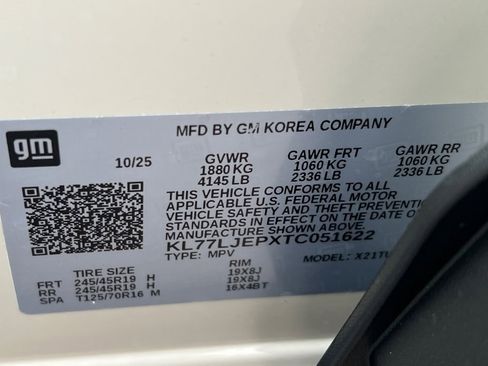 gm
MFD BY GM KOREA COMPANY
10/25 GVWR GAWR FRT GAWR RR
1880 KG 1060 KG 1060 KG
4145 LB 2336 LB 2336 LB
THIS VEHICLE CONFORMS TO ALL
APPLICABLE U.S. FEDERAL MOTOR
VEHICLE SAFETY AND THEFT PREVENTION
STANDARDS IN EFFECT ON THE DATE OF
MANUFACTURE SHOWN ABOVE.
KL77LJEPXTC051622
TYPE: MPV MODEL: X21TU
TIRE SIZE RIM
FRT 245/45R19 H 19X8J
RR 245/45R19 H 19X8J
SPA T125/70R16 M 16X4BT